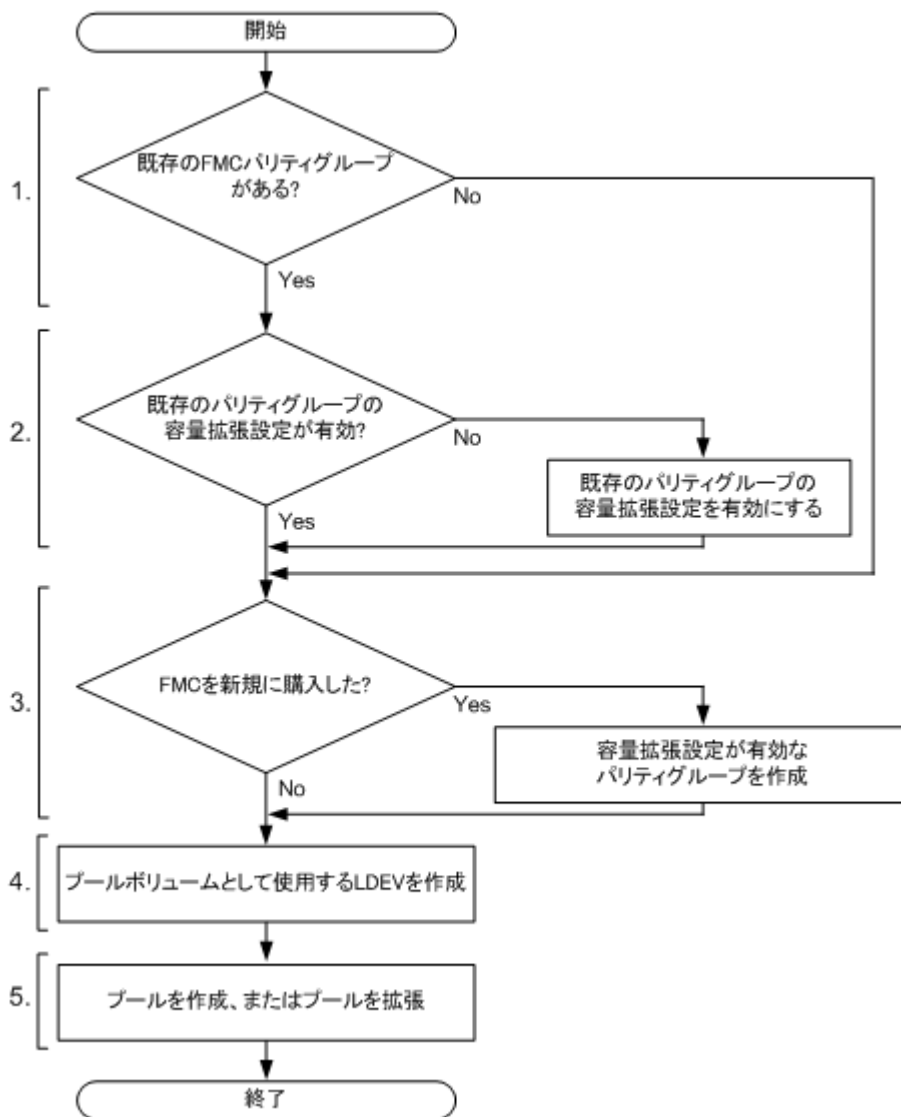 開始
1.
既存のFMCパリティグループ
がある?
No
Yes
2.
既存のパリティグループの
容量拡張設定が有効?
No
既存のパリティグループの
容量拡張設定を有効にする
Yes
3.
FMCを新規に購入した?
Yes
容量拡張設定が有効な
パリティグループを作成
No
4.
プールボリュームとして使用するLDEVを作成
5.
プールを作成、またはプールを拡張
終了